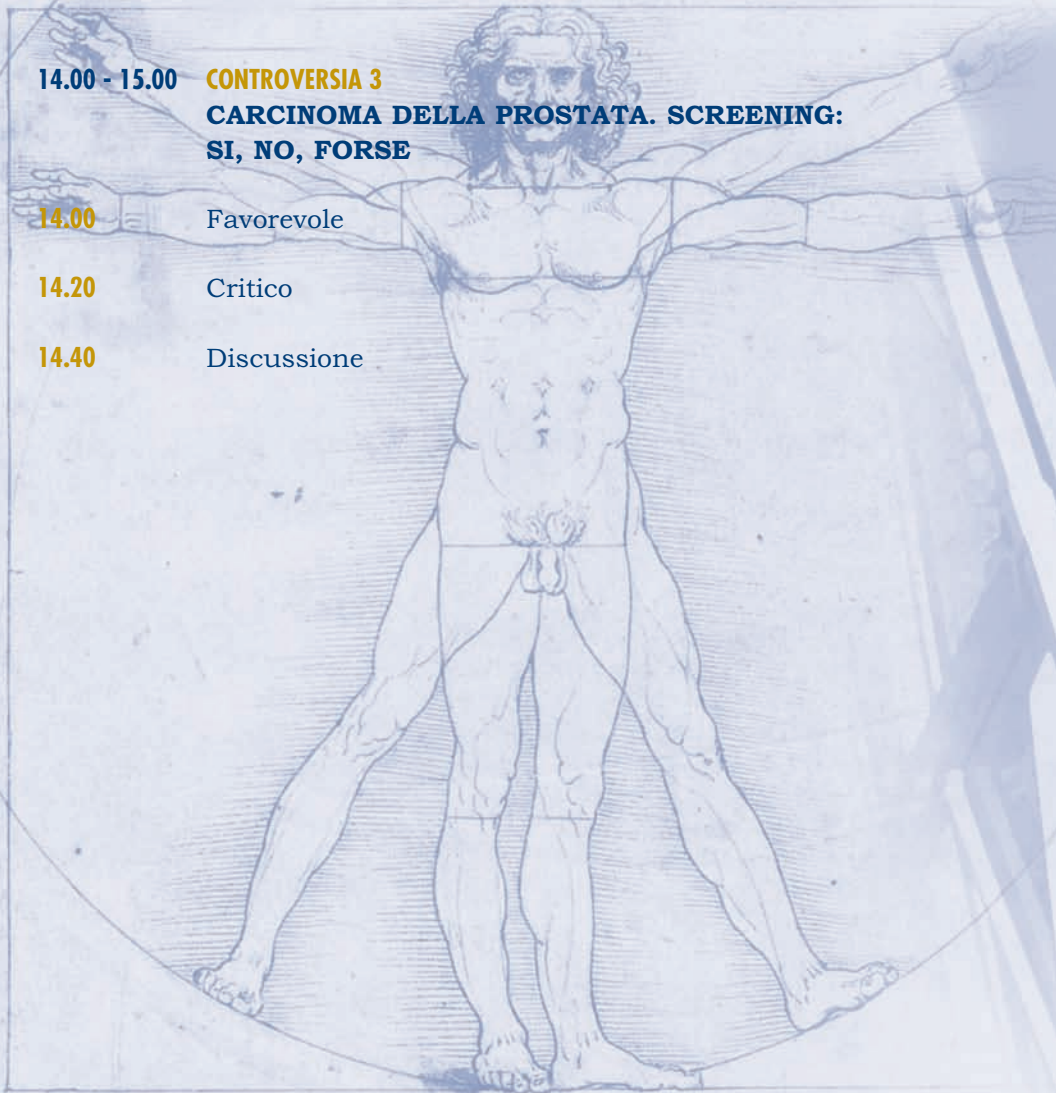 14.00 - 15.00 CONTROVERSIA 3
CARCINOMA DELLA PROSTATA. SCREENING:
SI, NO, FORSE
14.00 Favorevole
14.20 Critico
14.40 Discussione